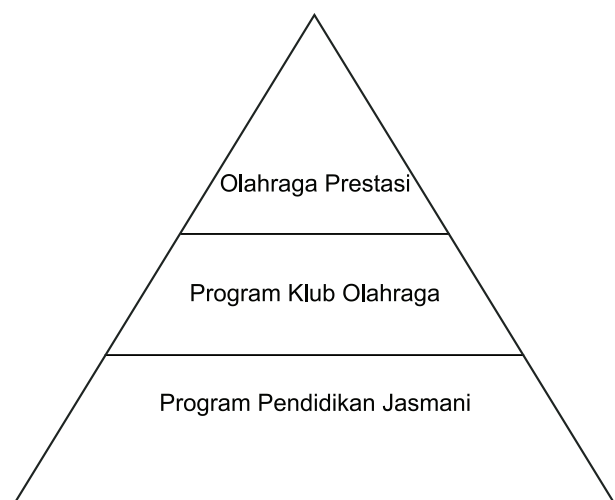 Olahraga Prestasi
Program Klub Olahraga
Program Pendidikan Jasmani